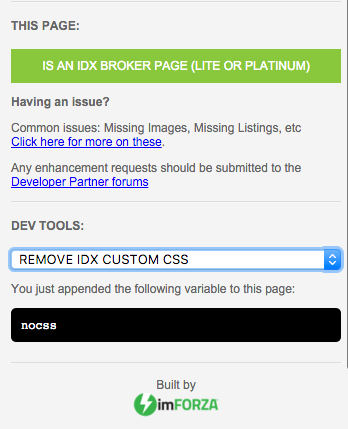 THIS PAGE:
IS AN IDX BROKER PAGE (LITE OR PLATINUM)
Having an issue?
Common issues: Missing Images, Missing Listings, etc
Click here for more on these.
Any enhancement requests should be submitted to the
Developer Partner forums
DEV TOOLS:
REMOVE IDX CUSTOM CSS
You just appended the following variable to this page:
nocss
Built by
imFORZA